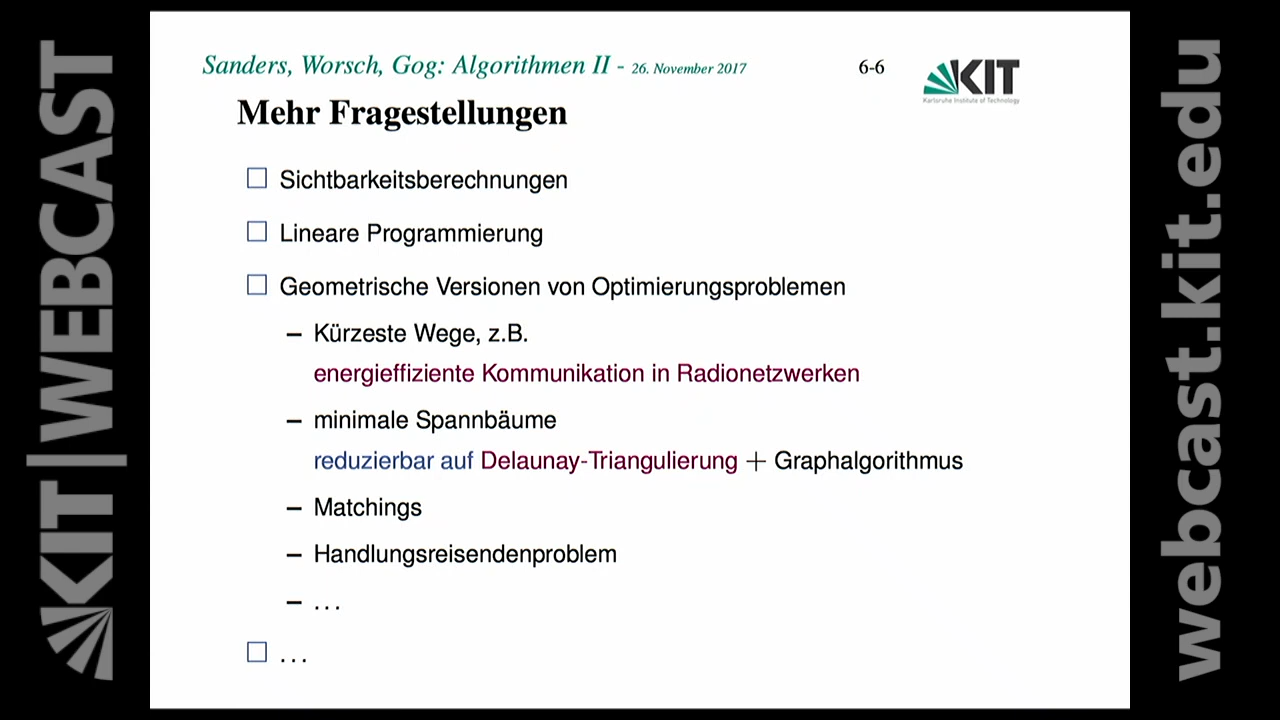 KIT|WEBCAST
Sanders, Worsch, Gog: Algorithmen II - 26. November 2017
6-6
KIT
Karlsruhe Institute of Technology
Mehr Fragestellungen
Sichtbarkeitsberechnungen
Lineare Programmierung
Geometrische Versionen von Optimierungsproblemen
– Kürzeste Wege, z.B.
energieffiziente Kommunikation in Radionetzwerken
– minimale Spannbäume
reduzierbar auf Delaunay-Triangulierung + Graphalgorithmus
– Matchings
– Handlungsreisendenproblem
– ...
...
webcast.kit.edu